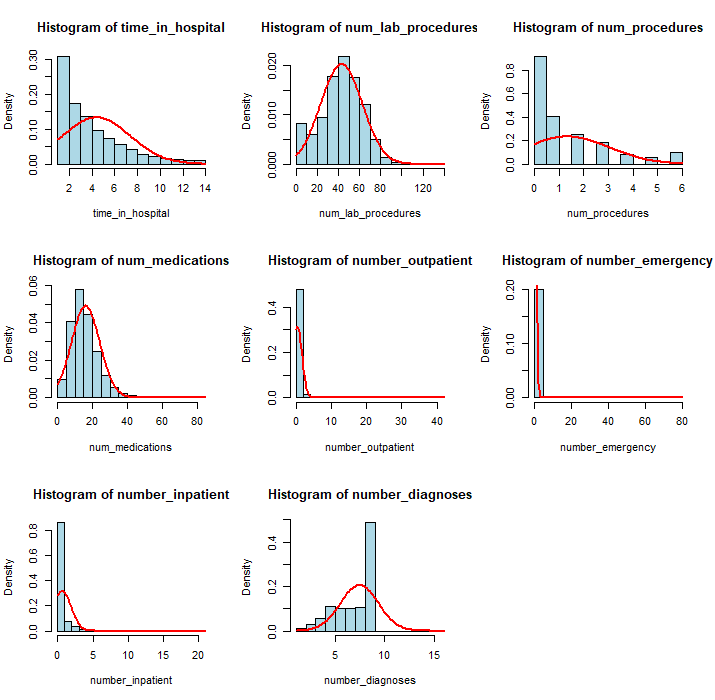 Histogram of time_in_hospital
Density
0.00 0.10 0.20 0.30
2 4 6 8 10 12 14
time_in_hospital
Histogram of num_lab_procedures
Density
0.000 0.010 0.020
0 20 40 60 80 120
num_lab_procedures
Histogram of num_procedures
Density
0.0 0.2 0.4 0.6 0.8
0 1 2 3 4 5 6
num_procedures
Histogram of num_medications
Density
0.00 0.02 0.04 0.06
0 20 40 60 80
num_medications
Histogram of number_outpatient
Density
0.0 0.2 0.4
0 10 20 30 40
number_outpatient
Histogram of number_emergency
Density
0.00 0.10 0.20
0 20 40 60 80
number_emergency
Histogram of number_inpatient
Density
0.0 0.2 0.4 0.6 0.8
0 5 10 15 20
number_inpatient
Histogram of number_diagnoses
Density
0.0 0.2 0.4
5 10 15
number_diagnoses